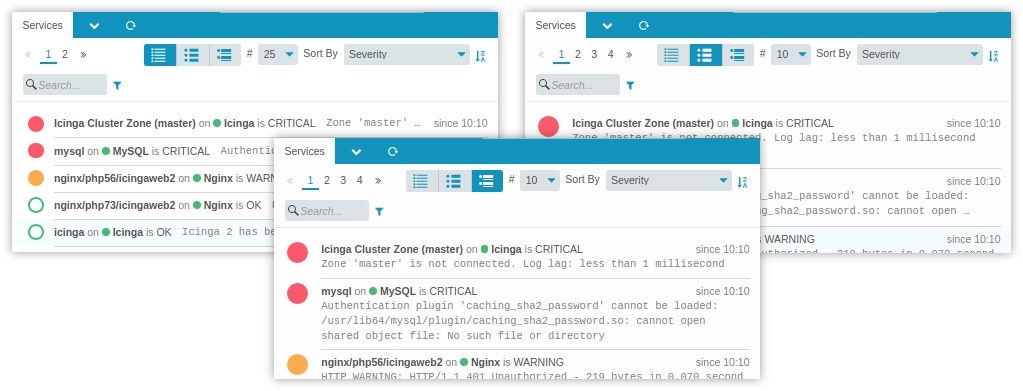 Services
« 1 2 »
# 25 Sort By Severity
Search...
Icinga Cluster Zone (master) on Icinga is CRITICAL Zone 'master' … since 10:10
mysql on MySQL is CRITICAL
nginx/php56/icingaweb2 on Nginx is
nginx/php73/icingaweb2 on Nginx is OK
icinga on Icinga is OK Icinga 2 has be
Services
« 1 2 3 4 »
# 10 Sort By Severity
Search...
Icinga Cluster Zone (master) on Icinga is CRITICAL since 10:10
Zone 'master' is not connected. Log lag: less than 1 millisecond
since 10:10
_sha2_password' cannot be loaded:
_sha2_password.so: cannot open …
WARNING since 10:10
219 bytes in 0.070 second
Services
« 1 2 3 4 »
# 10 Sort By Severity
Search...
Icinga Cluster Zone (master) on Icinga is CRITICAL since 10:10
Zone 'master' is not connected. Log lag: less than 1 millisecond
mysql on MySQL is CRITICAL since 10:10
Authentication plugin 'caching_sha2_password' cannot be loaded:
/usr/lib64/mysql/plugin/caching_sha2_password.so: cannot open
shared object file: No such file or directory
nginx/php56/icingaweb2 on Nginx is WARNING since 10:10
HTTP WARNING: HTTP/1.1 401 Unauthorized - 219 bytes in 0.070 second